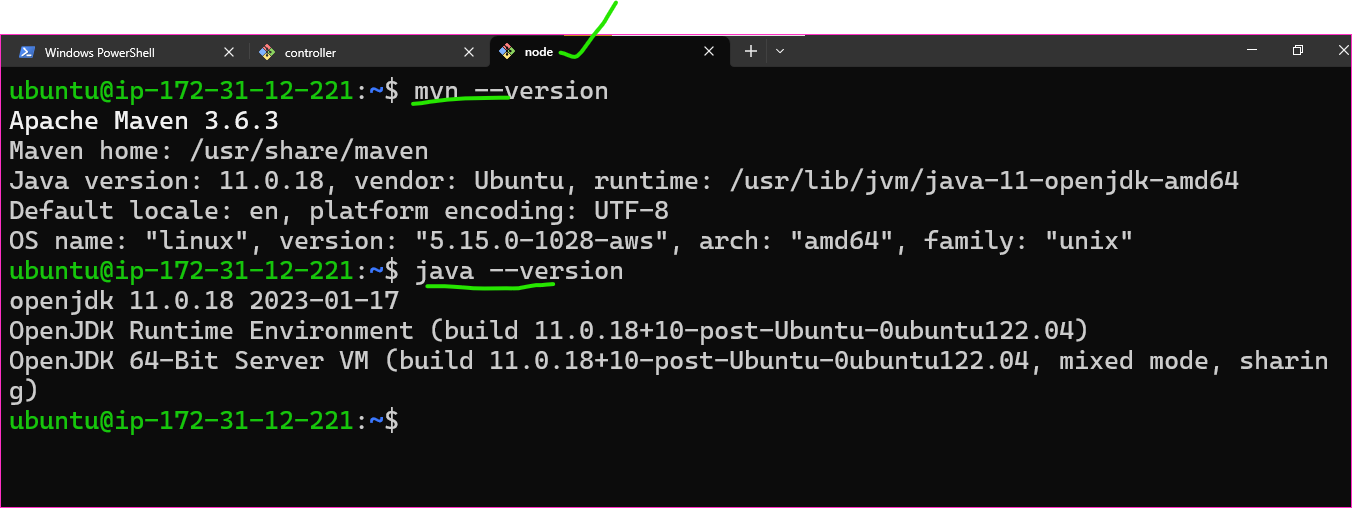 Windows PowerShell
controller
node
ubuntu@ip-172-31-12-221:~$ mvn --version
Apache Maven 3.6.3
Maven home: /usr/share/maven
Java version: 11.0.18, vendor: Ubuntu, runtime: /usr/lib/jvm/java-11-openjdk-amd64
Default locale: en, platform encoding: UTF-8
OS name: "linux", version: "5.15.0-1028-aws", arch: "amd64", family: "unix"
ubuntu@ip-172-31-12-221:~$ java --version
openjdk 11.0.18 2023-01-17
OpenJDK Runtime Environment (build 11.0.18+10-post-Ubuntu-0ubuntu122.04)
OpenJDK 64-Bit Server VM (build 11.0.18+10-post-Ubuntu-0ubuntu122.04, mixed mode, sharin
g)
ubuntu@ip-172-31-12-221:~$